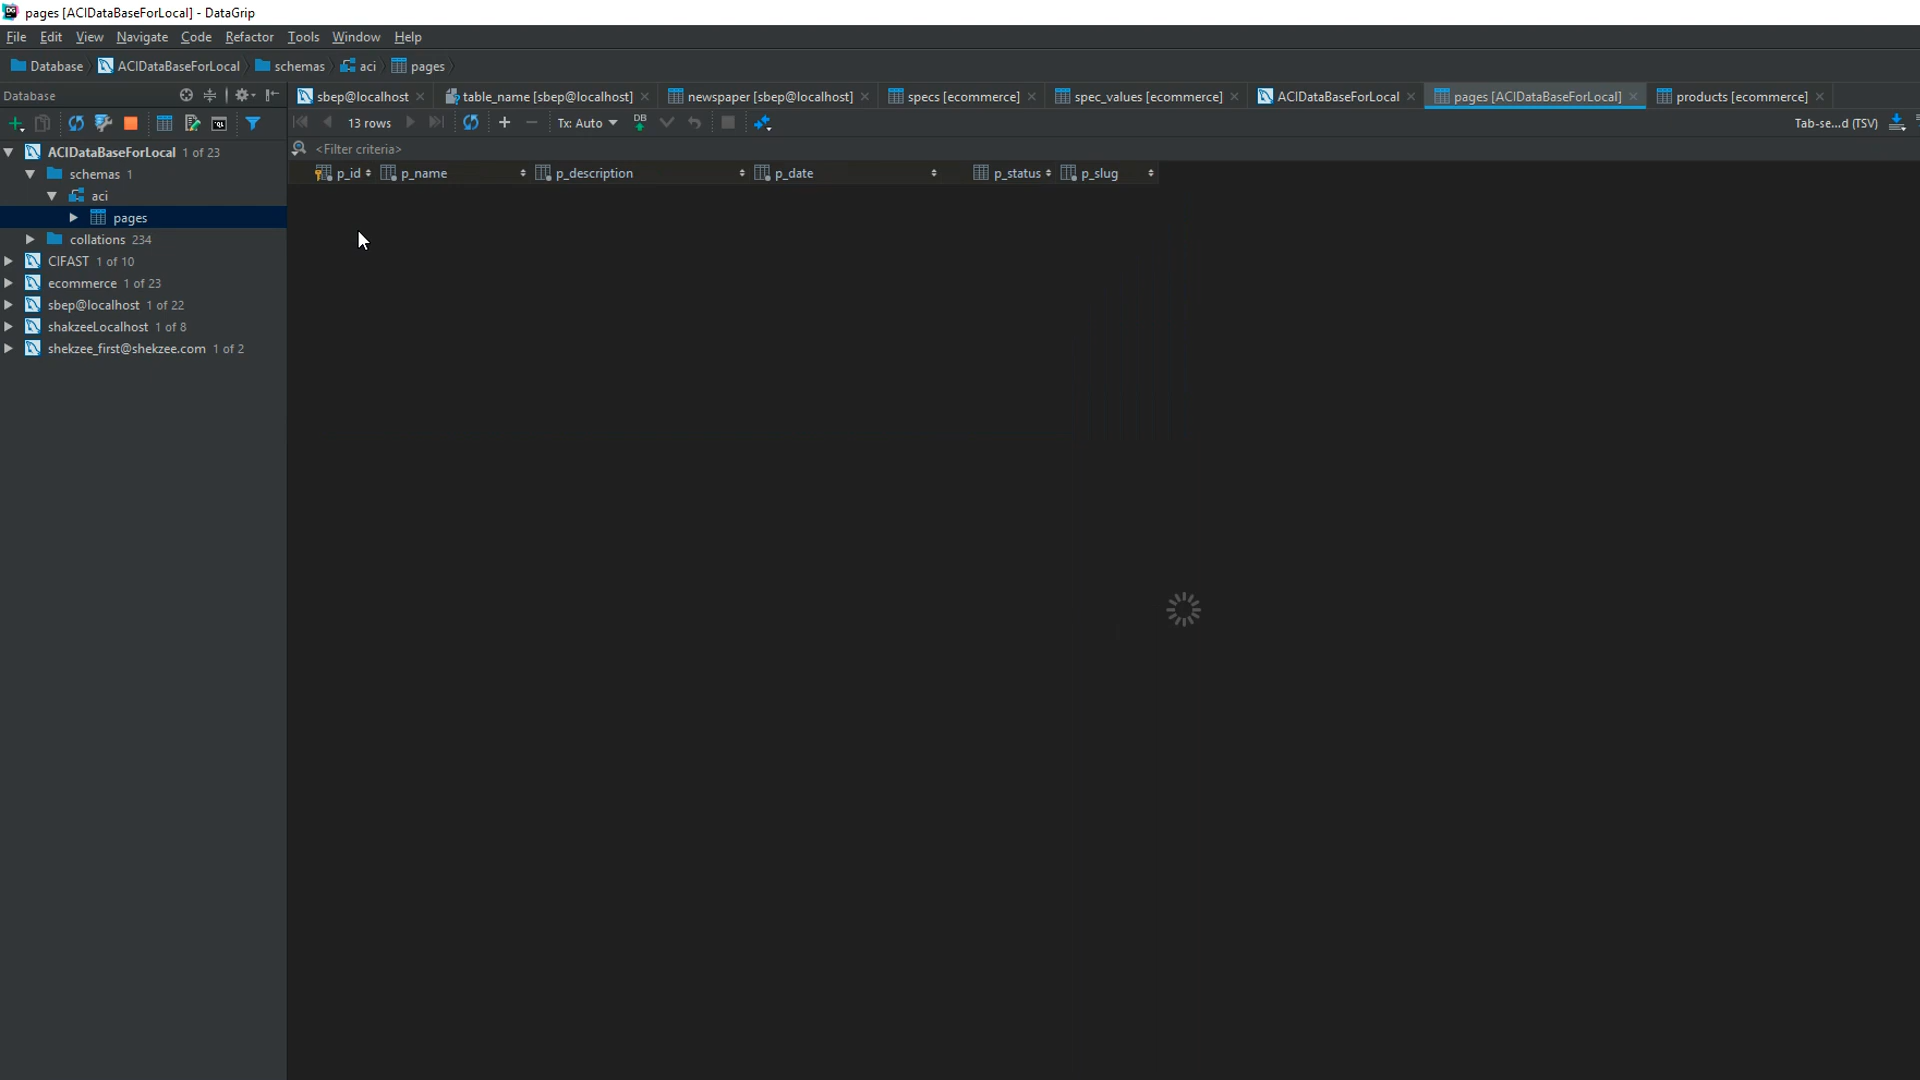 pages [ACIDataBaseForLocal] - DataGrip
File Edit View Navigate Code Refactor Tools Window Help
Database ACIDataBaseForLocal schemas aci pages
Database
sbep@localhost table_name [sbep@localhost] newspaper [sbep@localhost] specs [ecommerce] spec_values [ecommerce] ACIDataBaseForLocal pages [ACIDataBaseForLocal] products [ecommerce]
13 rows Tx: Auto DB Tab-se...d (TSV)
<Filter criteria>
p_id p_name p_description p_date p_status p_slug
ACIDataBaseForLocal 1 of 23
schemas 1
aci
pages
collations 234
CIFAST 1 of 10
ecommerce 1 of 23
sbep@localhost 1 of 22
shakzeeLocalhost 1 of 8
shekzee_first@shekzee.com 1 of 2